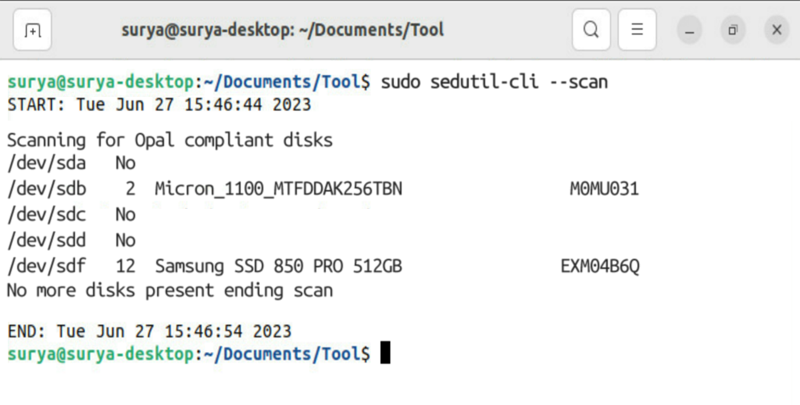 surya@surya-desktop: ~/Documents/Tool
surya@surya-desktop:~/Documents/Tool$ sudo sedutil-cli --scan
START: Tue Jun 27 15:46:44 2023
Scanning for Opal compliant disks
/dev/sda   No
/dev/sdb    2  Micron_1100_MTFDDAK256TBN                 M0MU031
/dev/sdc   No
/dev/sdd   No
/dev/sdf   12  Samsung SSD 850 PRO 512GB                EXM04B6Q
No more disks present ending scan
END: Tue Jun 27 15:46:54 2023
surya@surya-desktop:~/Documents/Tool$